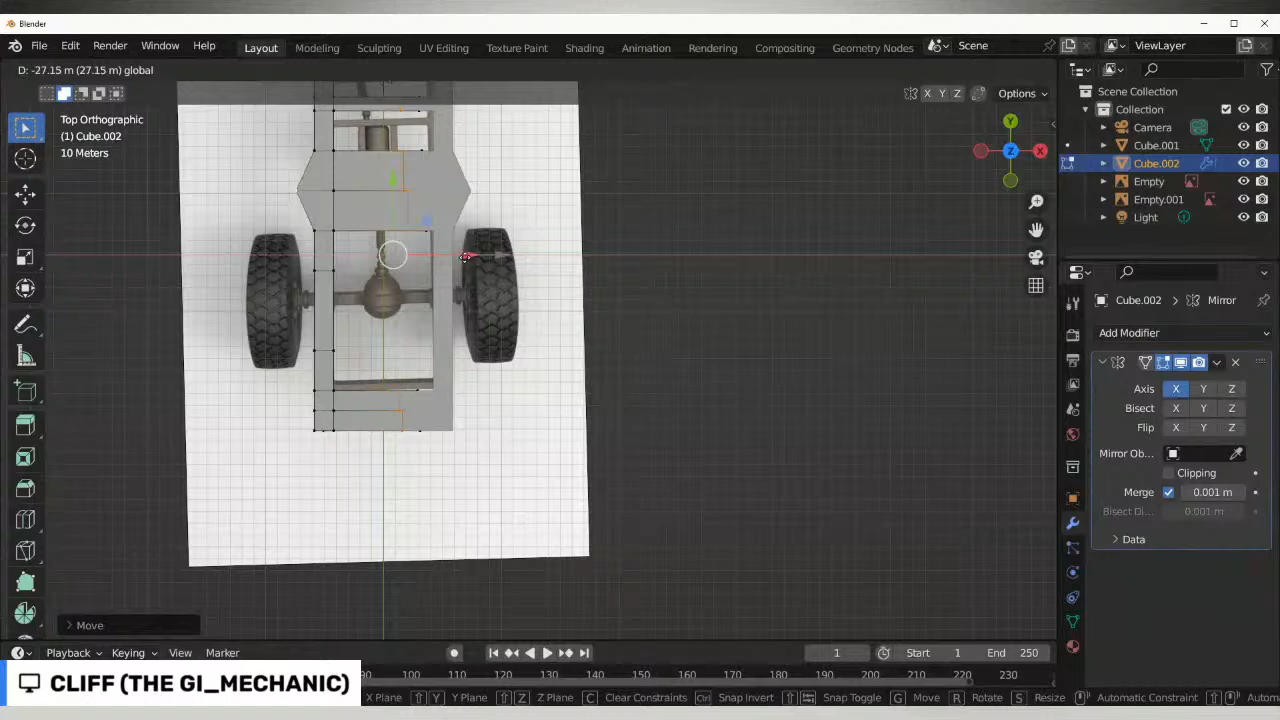 Blender
File Edit Render Window Help
Layout Modeling Sculpting UV Editing Texture Paint Shading Animation Rendering Compositing Geometry Nodes
Scene
ViewLayer
D: -27.15 m (27.15 m) global
X Y Z
Options
Top Orthographic
(1) Cube.002
10 Meters
Y
Z
X
Scene Collection
Collection
Camera
Cube.001
Cube.002
Empty
Empty.001
Light
Cube.002 > Mirror
Add Modifier
Axis X Y Z
Bisect X Y Z
Flip X Y Z
Mirror Ob...
Clipping
Merge 0.001 m
Bisect Di... 0.001 m
> Data
> Move
Playback Keying View Marker
1
Start 1
End 250
90 100 110 120 130 140 150 160 170 180 190 200 210 220 230
CLIFF (THE GI_MECHANIC)
X Plane Y Y Plane Z Z Plane C Clear Constraints Ctrl Snap Invert Snap Toggle G Move R Rotate S Resize Automatic Constraint